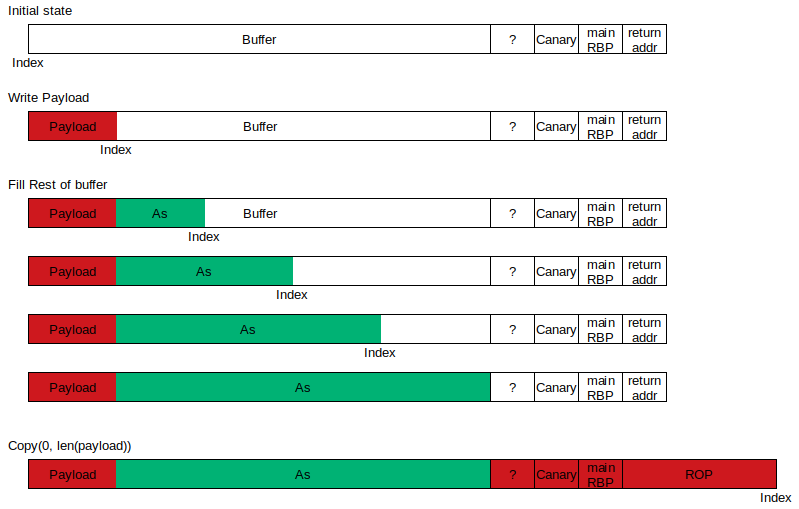 Initial state
Buffer ? Canary main return
RBP addr
Index
Write Payload
Payload Buffer ? Canary main return
RBP addr
Index
Fill Rest of buffer
Payload As Buffer ? Canary main return
RBP addr
Index
Payload As ? Canary main return
RBP addr
Index
Payload As ? Canary main return
RBP addr
Index
Payload As ? Canary main return
RBP addr
Copy(0, len(payload))
Payload As ? Canary main ROP
RBP
Index